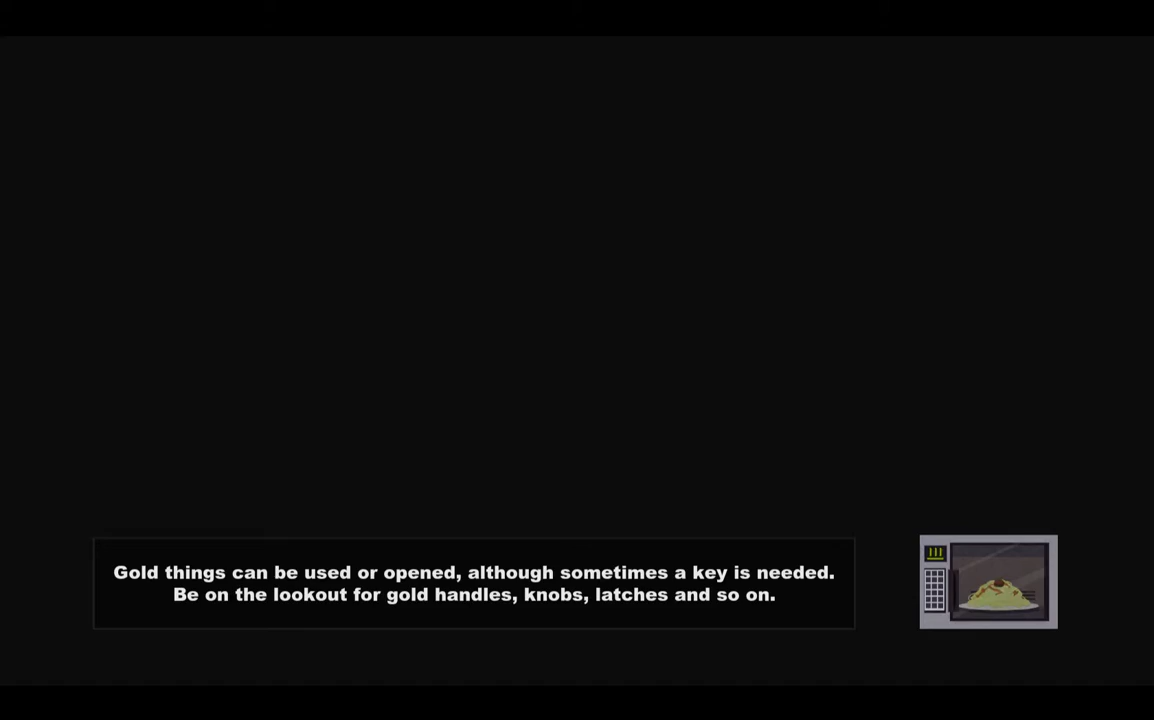 Gold things can be used or opened, although sometimes a key is needed.
Be on the lookout for gold handles, knobs, latches and so on.